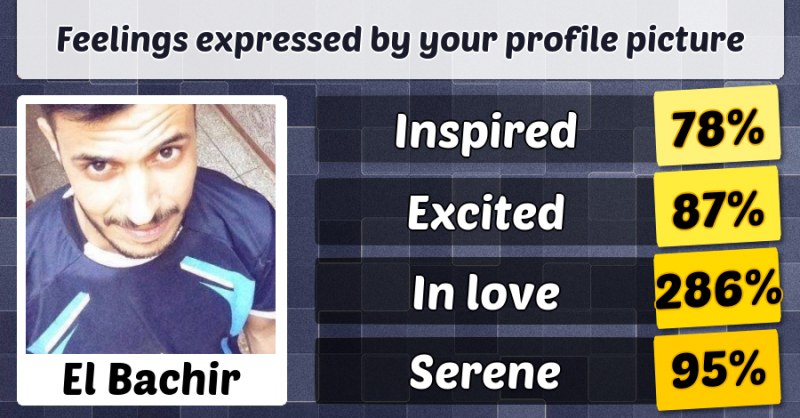 Feelings expressed by your profile picture
Inspired 78%
Excited 87%
In love 286%
Serene 95%
El Bachir